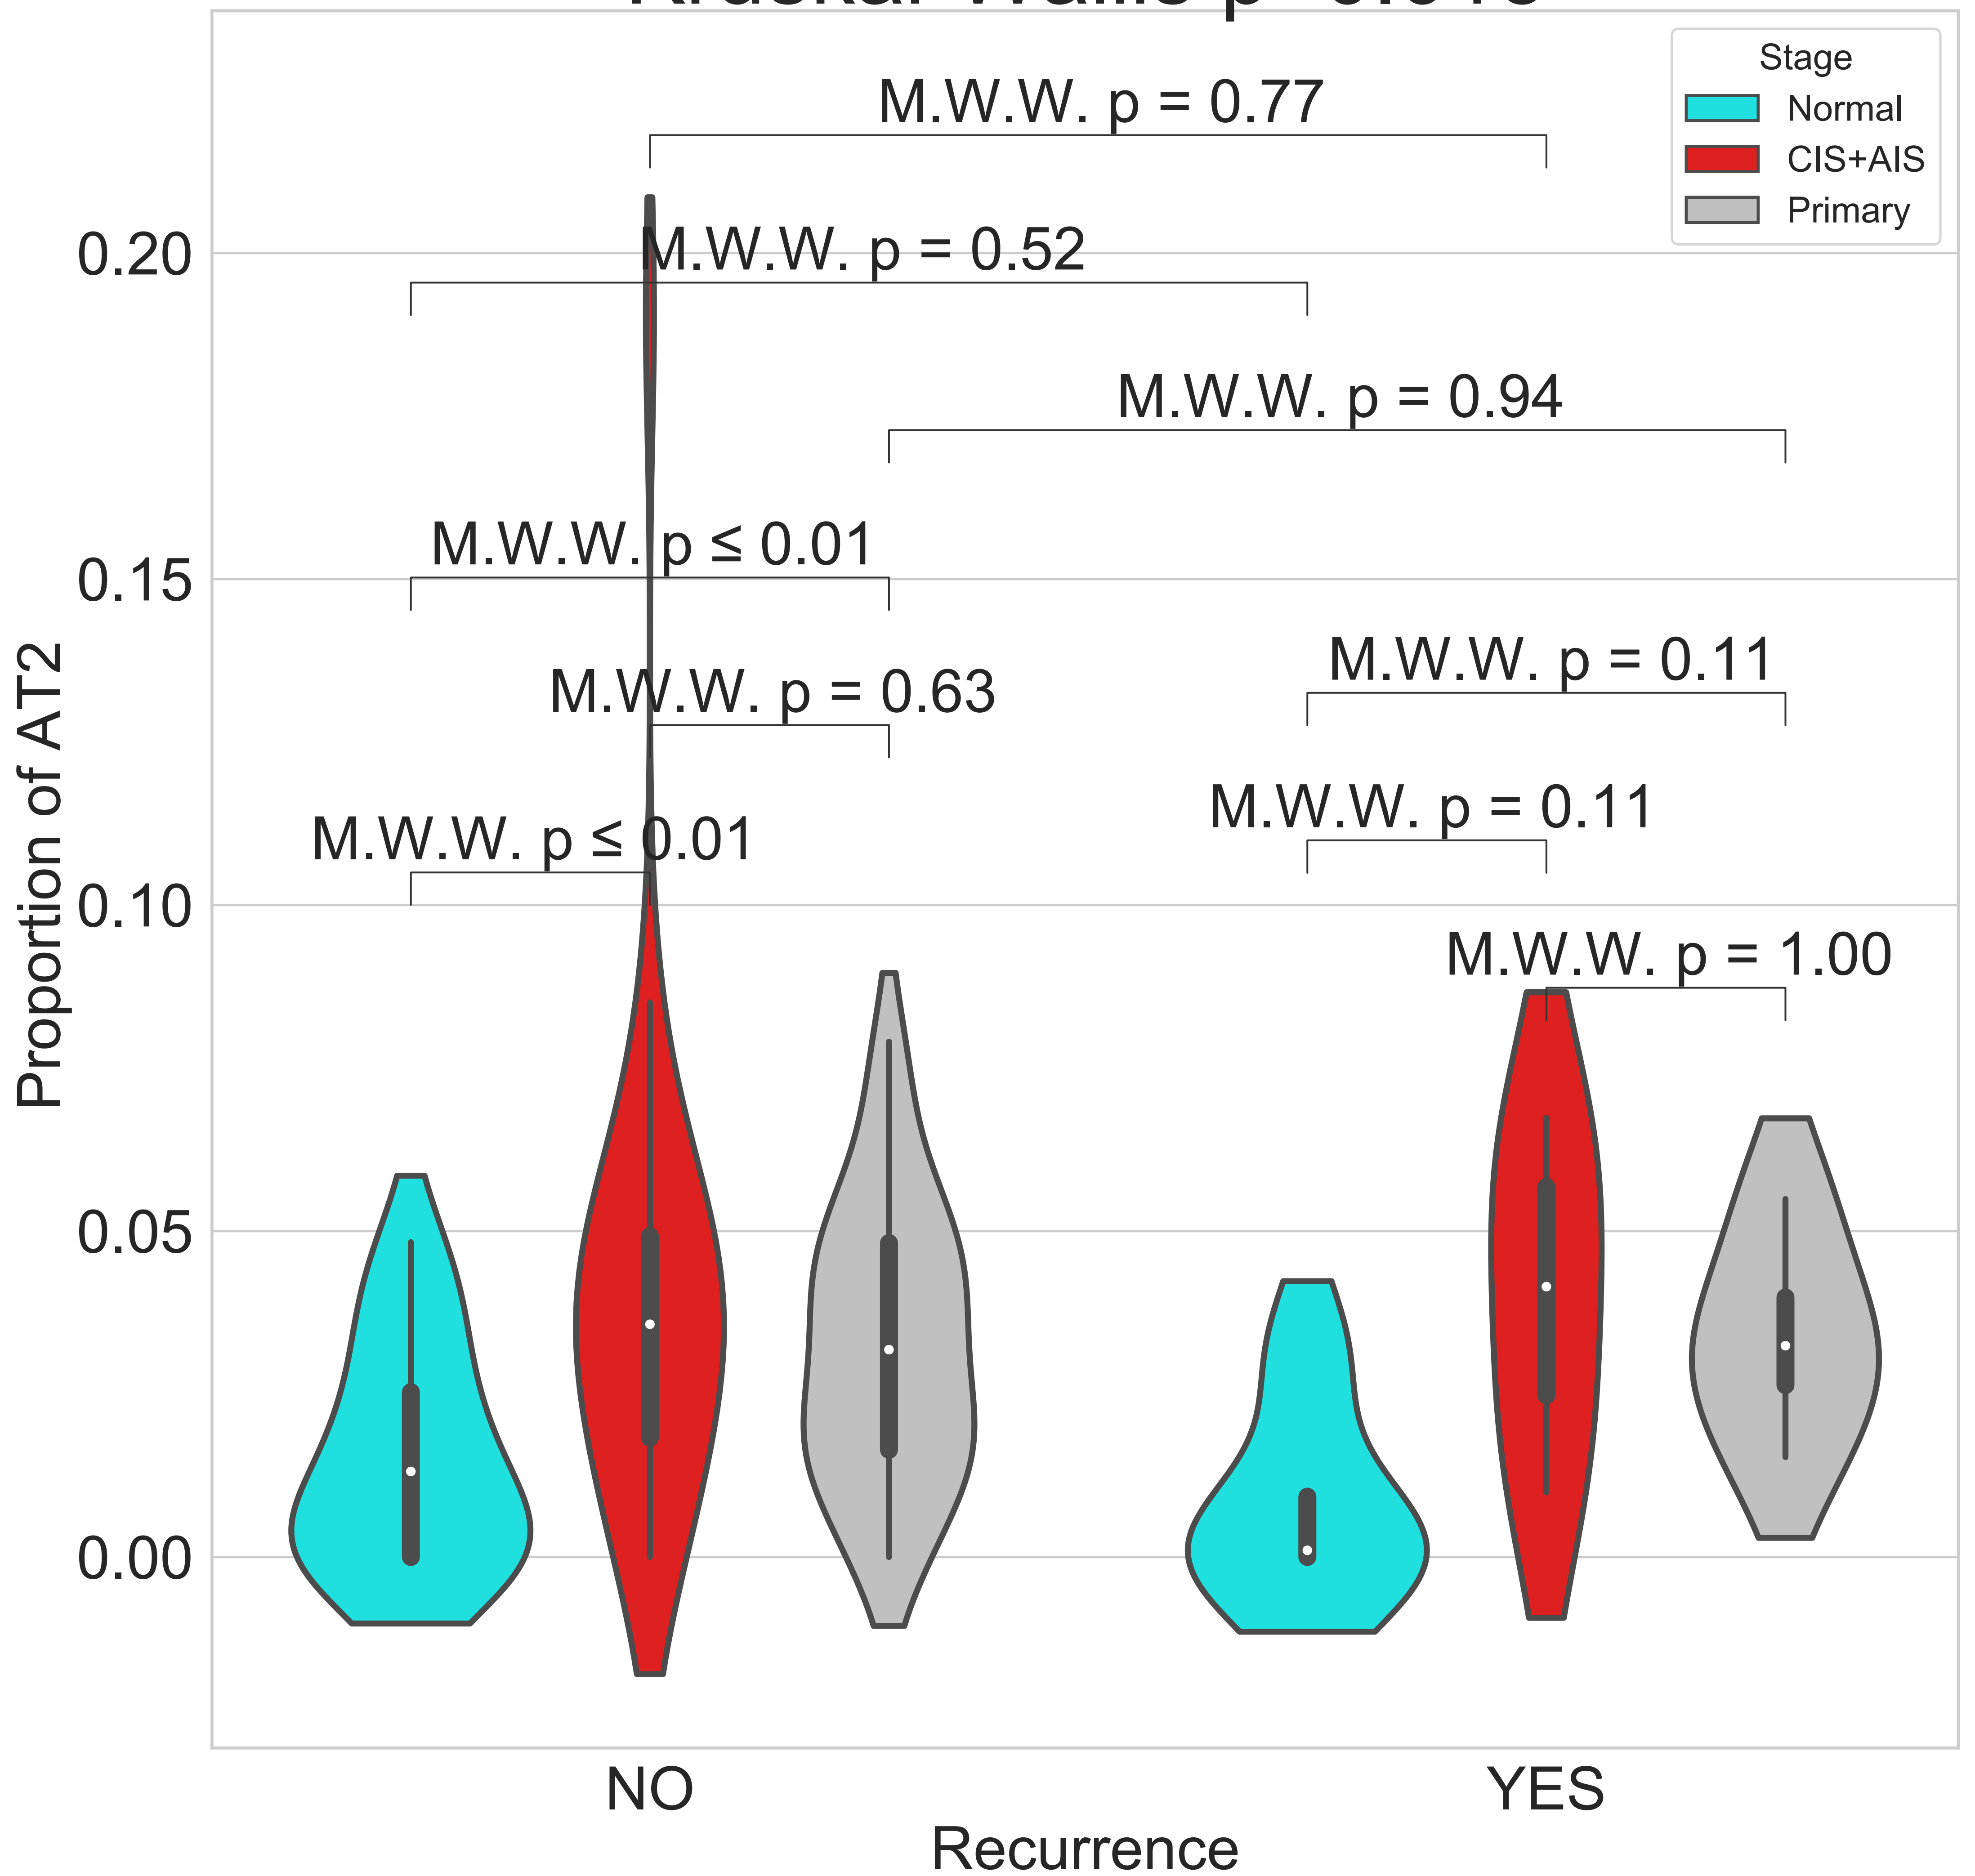 Stage
Normal
CIS+AIS
Primary
M.W.W. p = 0.77
M.W.W. p = 0.52
M.W.W. p = 0.94
M.W.W. p ≤ 0.01
M.W.W. p = 0.63
M.W.W. p = 0.11
M.W.W. p ≤ 0.01
M.W.W. p = 0.11
M.W.W. p = 1.00
Proportion of AT2
0.20
0.15
0.10
0.05
0.00
NO
YES
Recurrence